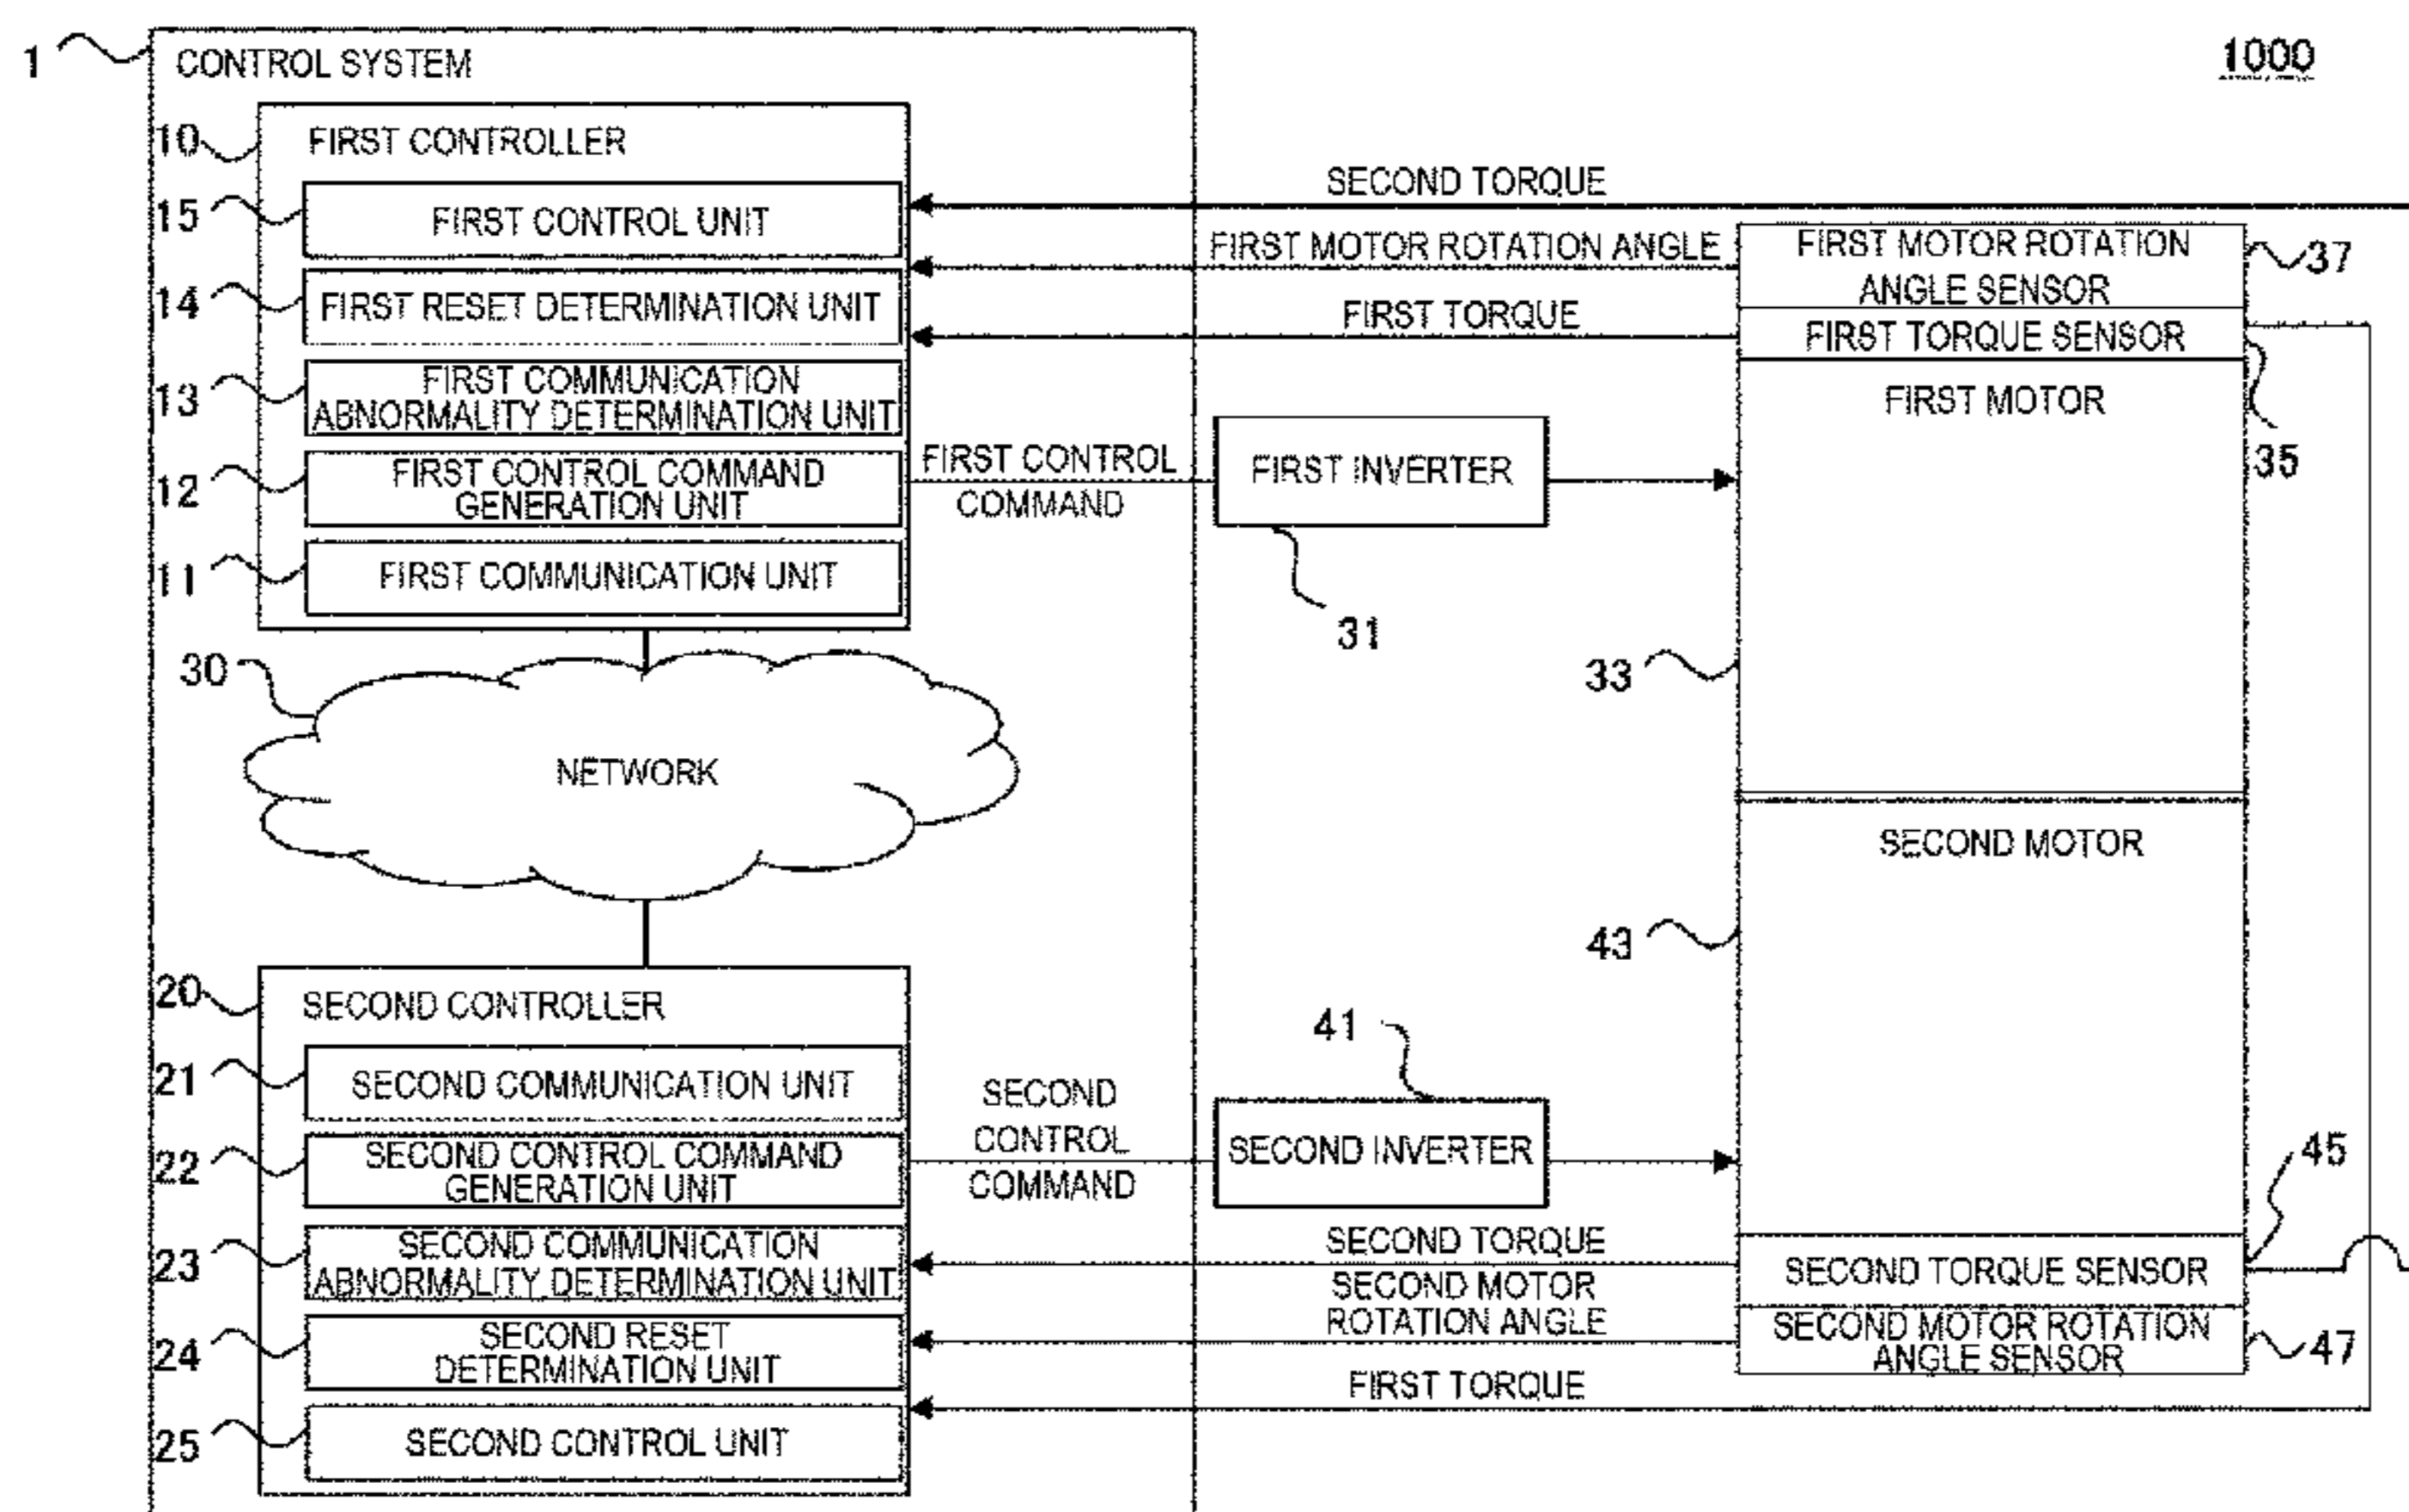 1
CONTROL SYSTEM
1000
10
FIRST CONTROLLER
15
FIRST CONTROL UNIT
14
FIRST RESET DETERMINATION UNIT
13
FIRST COMMUNICATION
ABNORMALITY DETERMINATION UNIT
12
FIRST CONTROL COMMAND
GENERATION UNIT
11
FIRST COMMUNICATION UNIT
SECOND TORQUE
FIRST MOTOR ROTATION ANGLE
FIRST TORQUE
FIRST MOTOR ROTATION
ANGLE SENSOR
37
FIRST TORQUE SENSOR
35
FIRST MOTOR
FIRST CONTROL
COMMAND
FIRST INVERTER
31
33
30
NETWORK
SECOND MOTOR
43
20
SECOND CONTROLLER
21
SECOND COMMUNICATION UNIT
22
SECOND CONTROL COMMAND
GENERATION UNIT
23
SECOND COMMUNICATION
ABNORMALITY DETERMINATION UNIT
24
SECOND RESET
DETERMINATION UNIT
25
SECOND CONTROL UNIT
SECOND
CONTROL
COMMAND
41
SECOND INVERTER
45
SECOND TORQUE
SECOND MOTOR
ROTATION ANGLE
FIRST TORQUE
SECOND TORQUE SENSOR
SECOND MOTOR ROTATION
ANGLE SENSOR
47